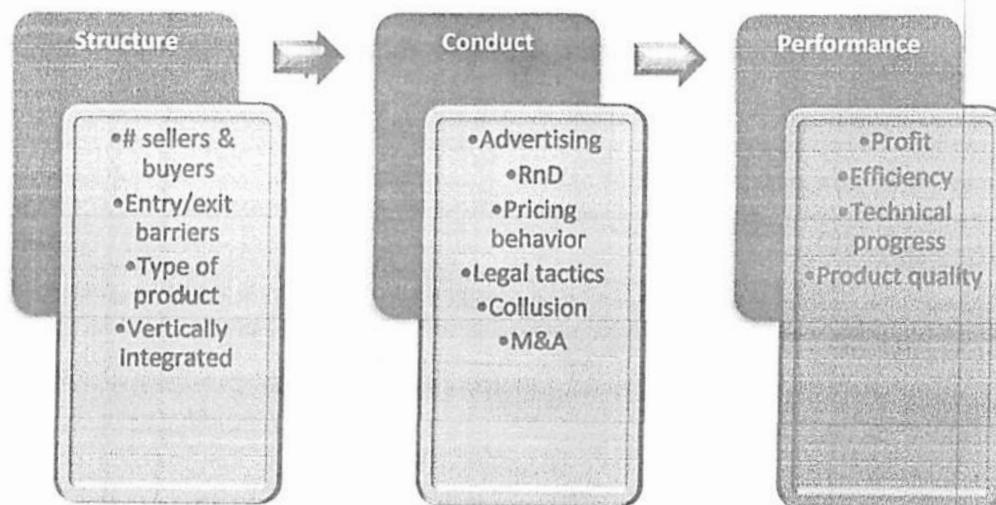 Structure
•# sellers &
buyers
•Entry/exit
barriers
•Type of
product
•Vertically
integrated
Conduct
•Advertising
•RnD
•Pricing
behavior
•Legal tactics
•Collusion
•M&A
Performance
•Profit
•Efficiency
•Technical
progress
•Product quality